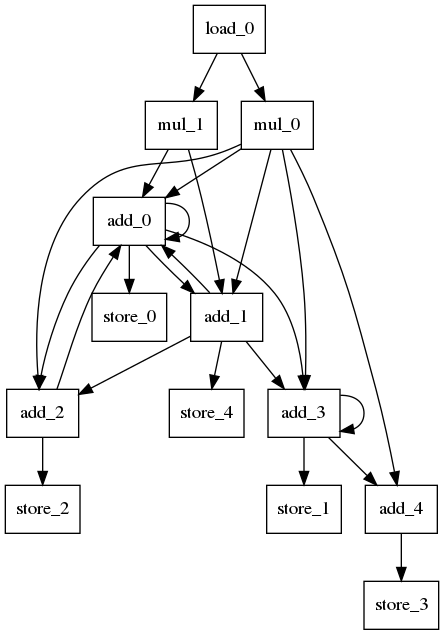 load_0
mul_1
mul_0
add_0
store_0
add_1
add_2
store_4
add_3
store_2
store_1
add_4
store_3